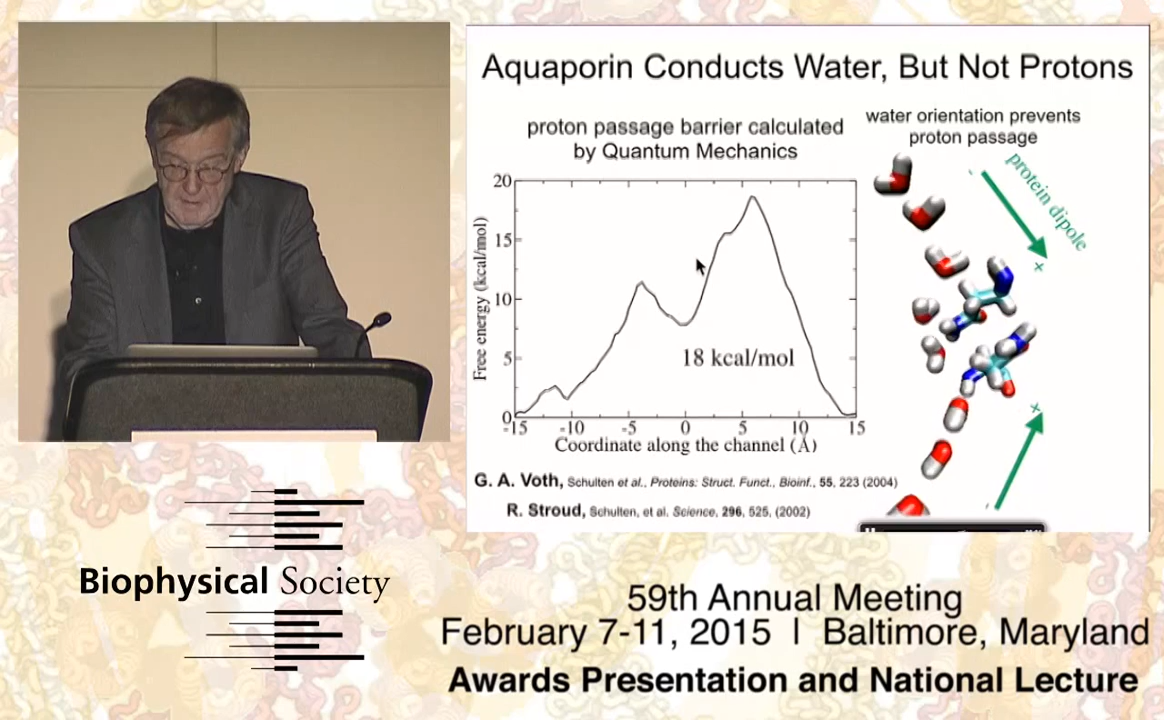 Aquaporin Conducts Water, But Not Protons
proton passage barrier calculated
by Quantum Mechanics
water orientation prevents
proton passage
protein dipole
-
+
20
15
10
5
0
Free energy (kcal/mol)
18 kcal/mol
-15 -10 -5 0 5 10 15
Coordinate along the channel (Å)
+
-
G. A. Voth, Schulten et al., Proteins: Struct. Funct., Bioinf., 55, 223 (2004)
R. Stroud, Schulten, et al. Science, 296, 525, (2002)
Biophysical Society
59th Annual Meeting
February 7-11, 2015 | Baltimore, Maryland
Awards Presentation and National Lecture